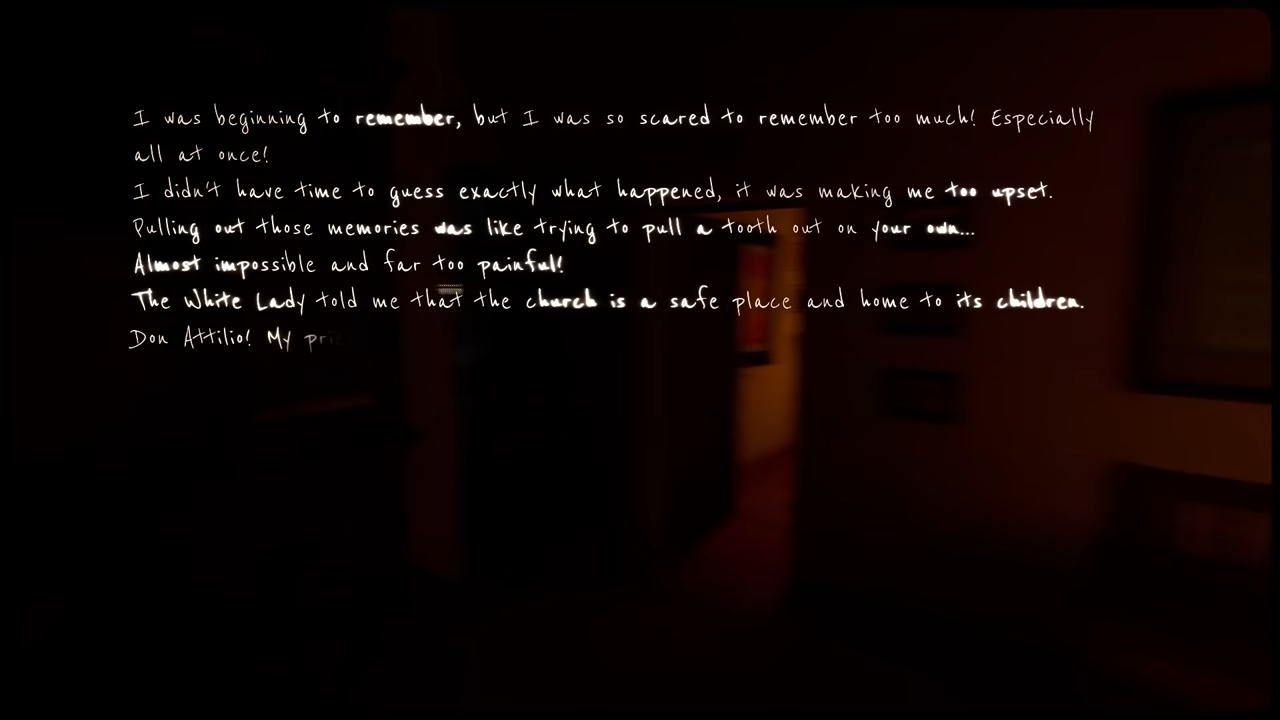 I was beginning to remember, but I was so scared to remember too much! Especially
all at once!
I didn't have time to guess exactly what happened, it was making me too upset.
Pulling out those memories was like trying to pull a tooth out on your own...
Almost impossible and far too painful!
The White Lady told me that the church is a safe place and home to its children.
Don Attilio! My pri